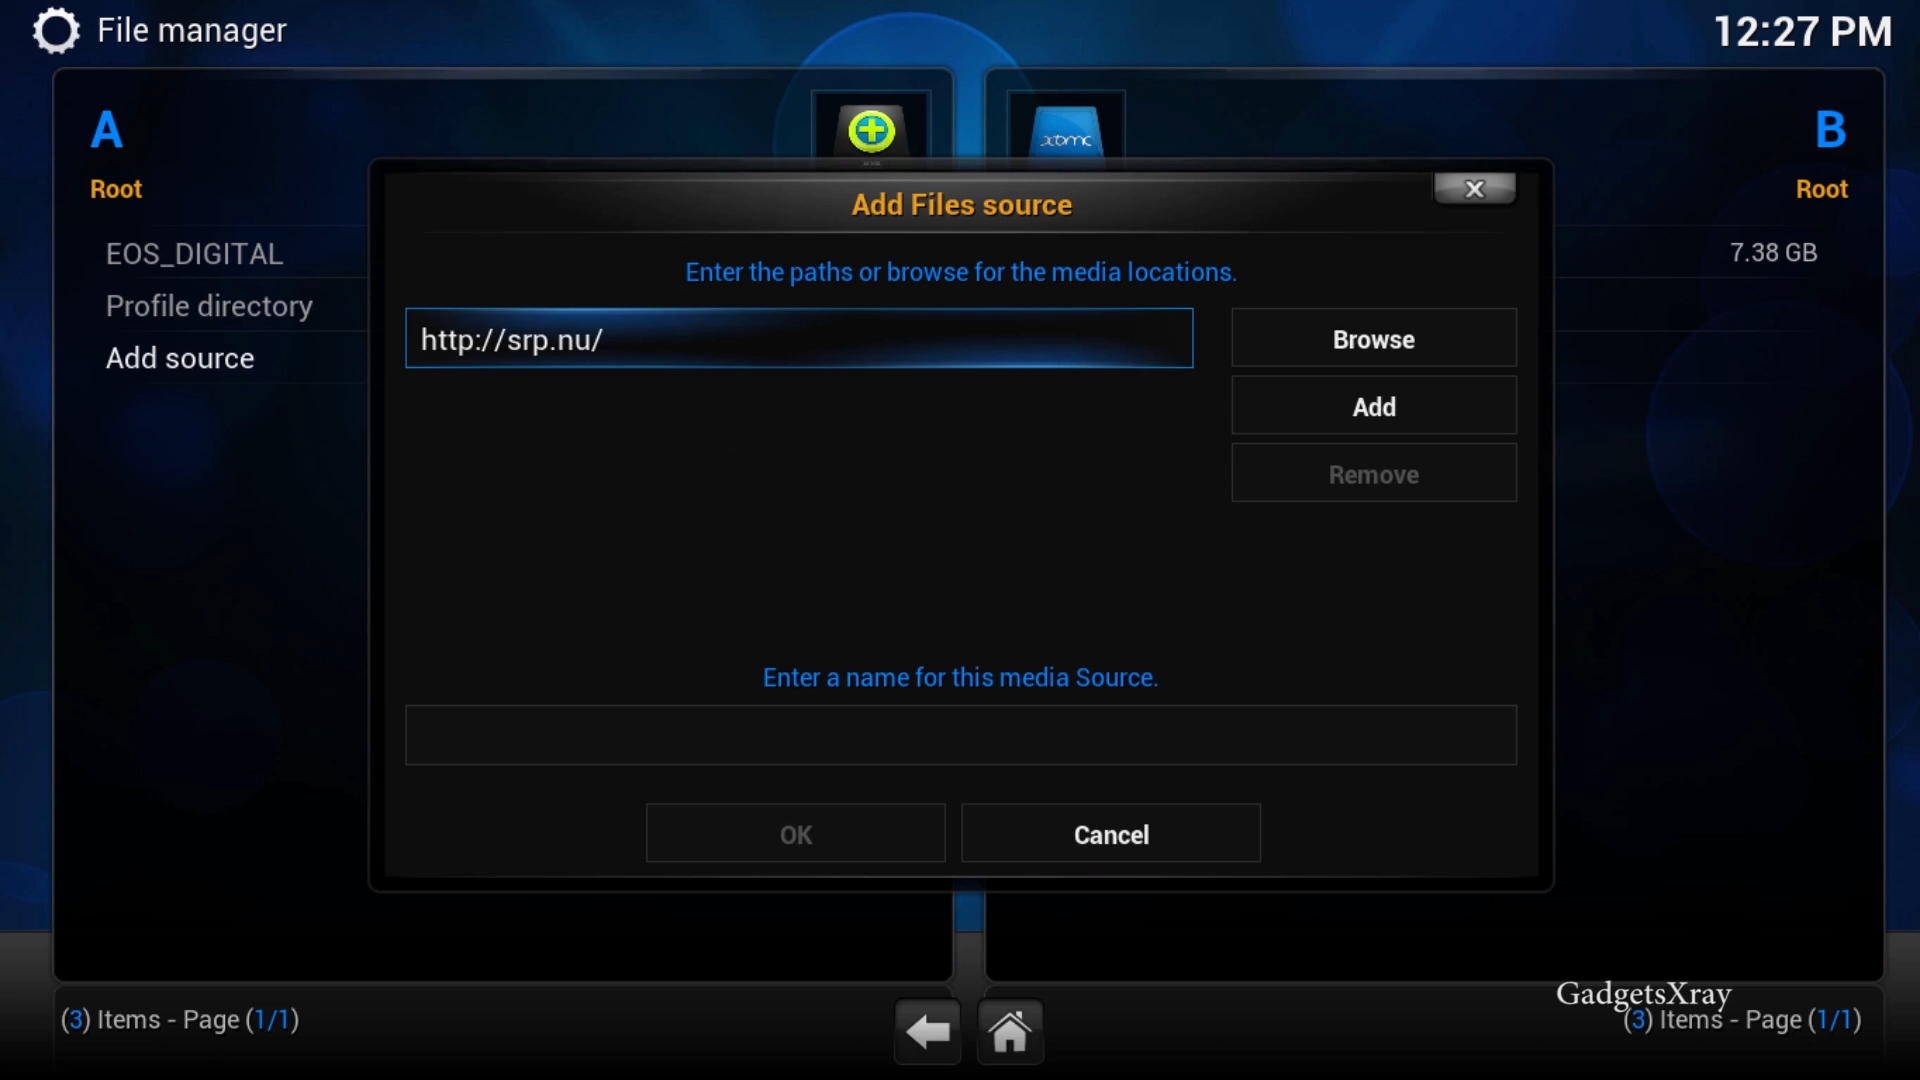 File manager
12:27 PM
A
xbmc
B
Root
Root
Add Files source
X
EOS_DIGITAL
7.38 GB
Enter the paths or browse for the media locations.
Profile directory
http://srp.nu/
Browse
Add source
Add
Remove
Enter a name for this media Source.
OK
Cancel
GadgetsXray
(3) Items - Page (1/1)
(3) Items - Page (1/1)